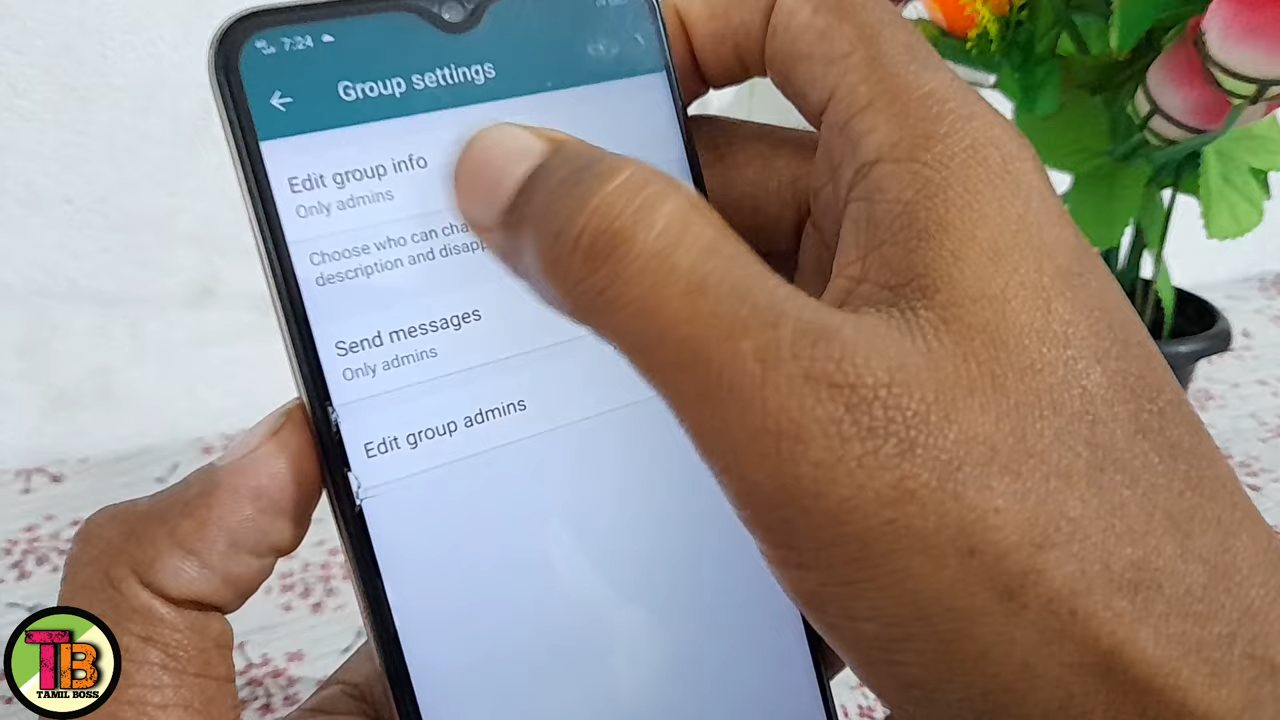 7:24
Group settings
Edit group info
Only admins
Choose who can cha
description and disapp
Send messages
Only admins
Edit group admins
TB
TAMIL BOSS